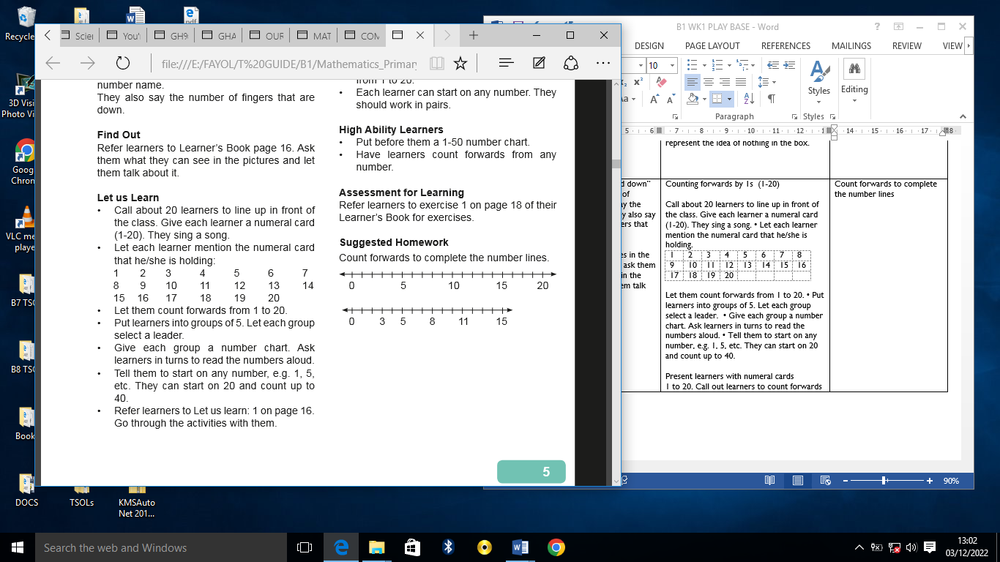 Recycle
3D Visi
Photo Vi
Goog
Chron
VLC me
playe
B7 TSO
B8 TSO
Book
DOCS
TSOLs
KMSAuto
Net 201...
Scien
You'
GH9
GHA
OUR
MAT
COM
file:///E:/FAYOL/T%20GUIDE/B1/Mathematics_Primary
number name.
They also say the number of fingers that are
down.
Find Out
Refer learners to Learner's Book page 16. Ask
them what they can see in the pictures and let
them talk about it.
Let us Learn
• Call about 20 learners to line up in front of
the class. Give each learner a numeral card
(1-20). They sing a song.
• Let each learner mention the numeral card
that he/she is holding:
1 2 3 4 5 6 7
8 9 10 11 12 13 14
15 16 17 18 19 20
• Let them count forwards from 1 to 20.
• Put learners into groups of 5. Let each group
select a leader.
• Give each group a number chart. Ask
learners in turns to read the numbers aloud.
• Tell them to start on any number, e.g. 1, 5,
etc. They can start on 20 and count up to
40.
• Refer learners to Let us learn: 1 on page 16.
Go through the activities with them.
from 1 to 20.
• Each learner can start on any number. They
should work in pairs.
High Ability Learners
• Put before them a 1-50 number chart.
• Have learners count forwards from any
number.
Assessment for Learning
Refer learners to exercise 1 on page 18 of their
Learner's Book for exercises.
Suggested Homework
Count forwards to complete the number lines.
0 5 10 15 20
0 3 5 8 11 15
5
B1 WK1 PLAY BASE - Word
DESIGN PAGE LAYOUT REFERENCES MAILINGS REVIEW VIEW
10
Styles
Editing
Paragraph
Styles
5 6 7 8 9 10 11 12 14 15 16 17 18
represent the idea of nothing in the box.
d down"
of
y the
y also say
ers that
es in the
ask them
in the
em talk
Counting forwards by 1s (1-20)
Call about 20 learners to line up in front of
the class. Give each learner a numeral card
(1-20). They sing a song. • Let each learner
mention the numeral card that he/she is
holding.
1 2 3 4 5 6 7 8
9 10 11 12 13 14 15 16
17 18 19 20
Let them count forwards from 1 to 20. • Put
learners into groups of 5. Let each group
select a leader. • Give each group a number
chart. Ask learners in turns to read the
numbers aloud. • Tell them to start on any
number, e.g. 1, 5, etc. They can start on 20
and count up to 40.
Present learners with numeral cards
1 to 20. Call out learners to count forwards
Count forwards to complete
the number lines
90%
Search the web and Windows
13:02
03/12/2022